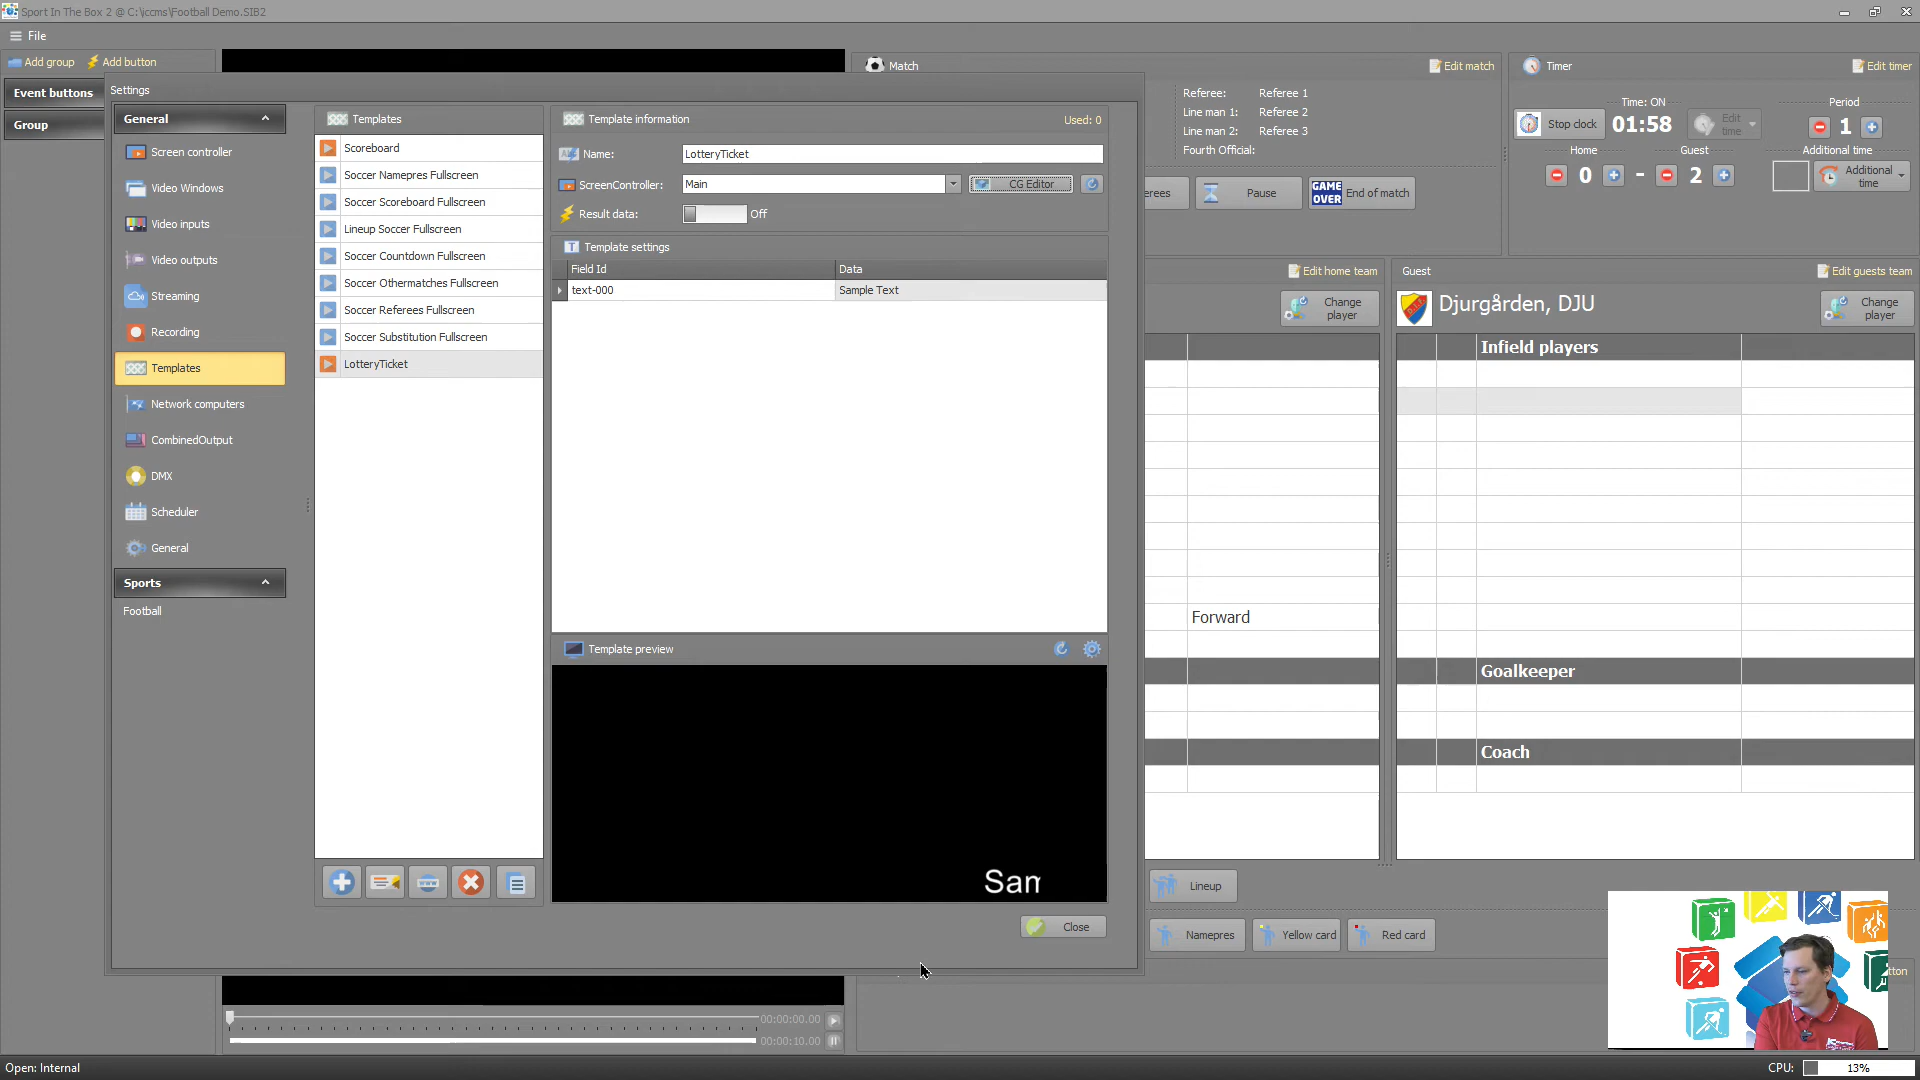 Sport In The Box 2 @ C:\jccms\Football Demo.SIB2
File
Add group
Add button
Event buttons
Group
Settings
General
Screen controller
Video Windows
Video inputs
Video outputs
Streaming
Recording
Templates
Network computers
CombinedOutput
DMX
Scheduler
General
Sports
Football
Templates
Scoreboard
Soccer Namepres Fullscreen
Soccer Scoreboard Fullscreen
Lineup Soccer Fullscreen
Soccer Countdown Fullscreen
Soccer Othermatches Fullscreen
Soccer Referees Fullscreen
Soccer Substitution Fullscreen
LotteryTicket
Template information
Used: 0
Name:
LotteryTicket
ScreenController:
Main
CG Editor
Result data:
Off
Template settings
Field Id
Data
text-000
Sample Text
Template preview
Sam
Close
Match
Edit match
Referee:
Referee 1
Line man 1:
Referee 2
Line man 2:
Referee 3
Fourth Official:
erees
Pause
GAME OVER
End of match
Timer
Edit timer
Time: ON
Period
Stop clock
01:58
Edit time
1
Home
Guest
Additional time
0
-
2
Additional time
Edit home team
Guest
Edit guests team
Change player
Djurgården, DJU
Change player
Infield players
Forward
Goalkeeper
Coach
Lineup
Namepres
Yellow card
Red card
tton
00:00:00.00
00:00:10.00
Open: Internal
CPU:
13%